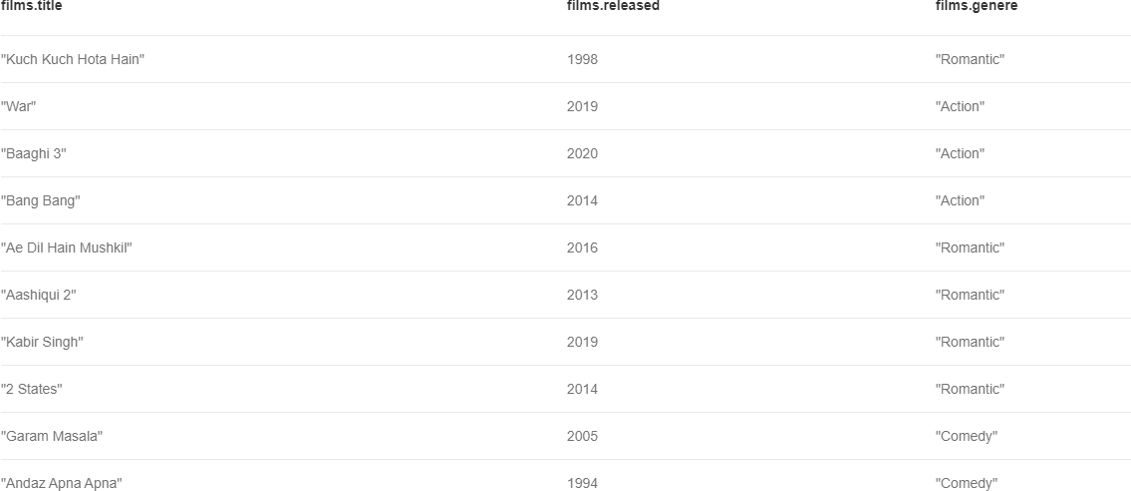 films.title films.released films.genere
"Kuch Kuch Hota Hain" 1998 "Romantic"
"War" 2019 "Action"
"Baaghi 3" 2020 "Action"
"Bang Bang" 2014 "Action"
"Ae Dil Hain Mushkil" 2016 "Romantic"
"Aashiqui 2" 2013 "Romantic"
"Kabir Singh" 2019 "Romantic"
"2 States" 2014 "Romantic"
"Garam Masala" 2005 "Comedy"
"Andaz Apna Apna" 1994 "Comedy"